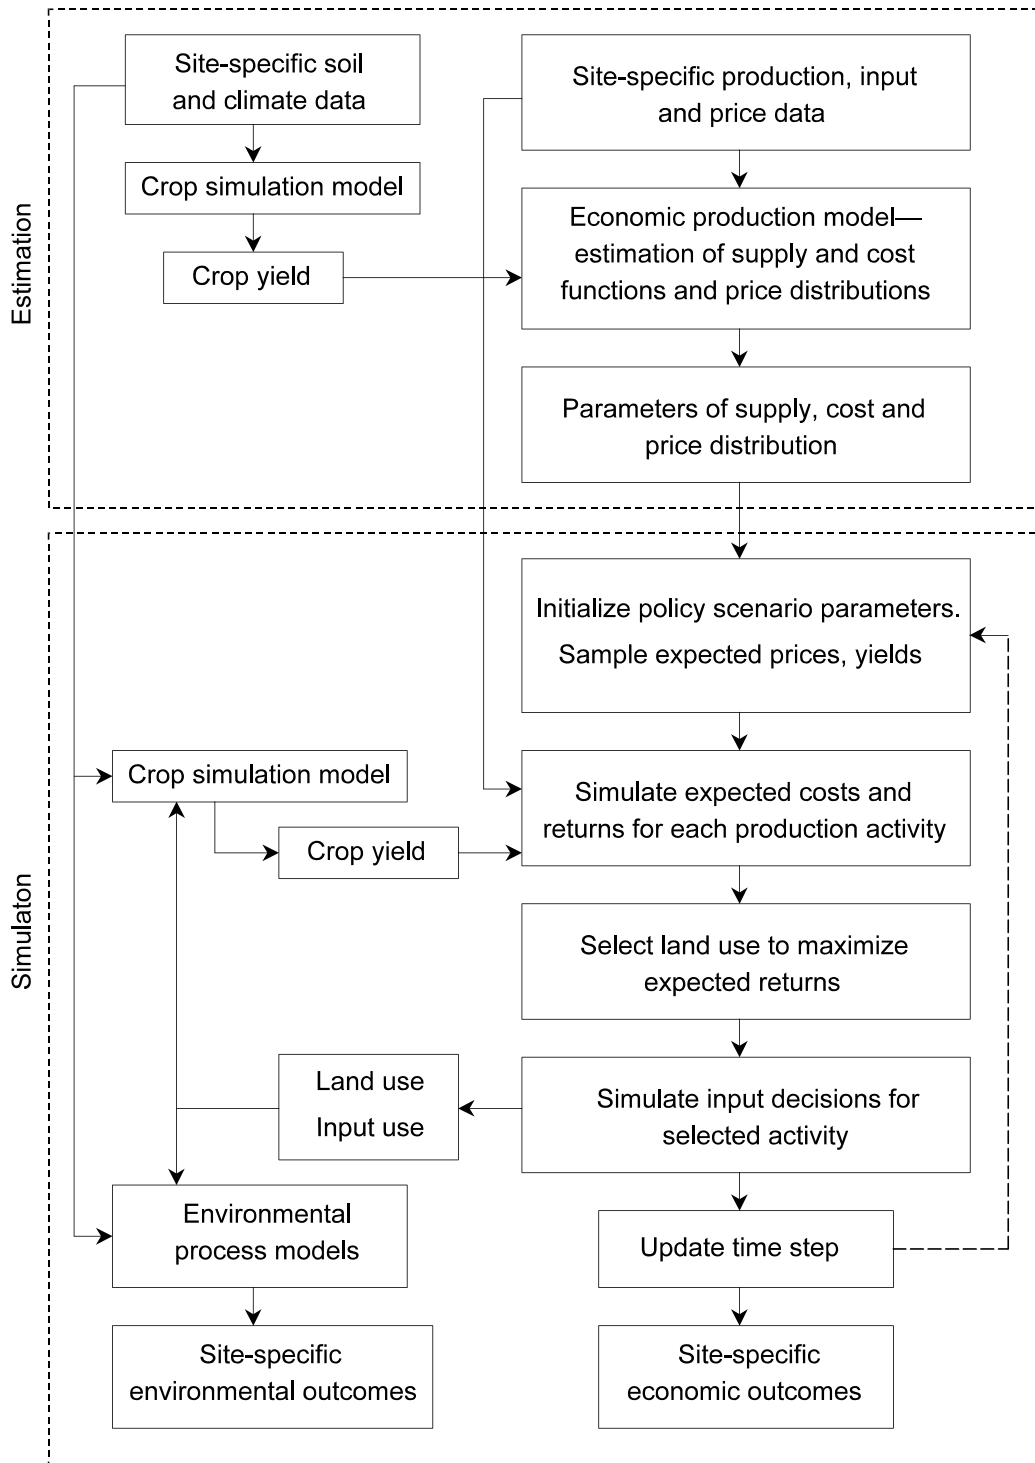 Estimation
Site-specific soil
and climate data
Crop simulation model
Crop yield
Site-specific production, input
and price data
Economic production model—
estimation of supply and cost
functions and price distributions
Parameters of supply, cost and
price distribution
Simulaton
Initialize policy scenario parameters.
Sample expected prices, yields
Crop simulation model
Crop yield
Simulate expected costs and
returns for each production activity
Select land use to maximize
expected returns
Land use
Input use
Simulate input decisions for
selected activity
Environmental
process models
Update time step
Site-specific
environmental outcomes
Site-specific
economic outcomes